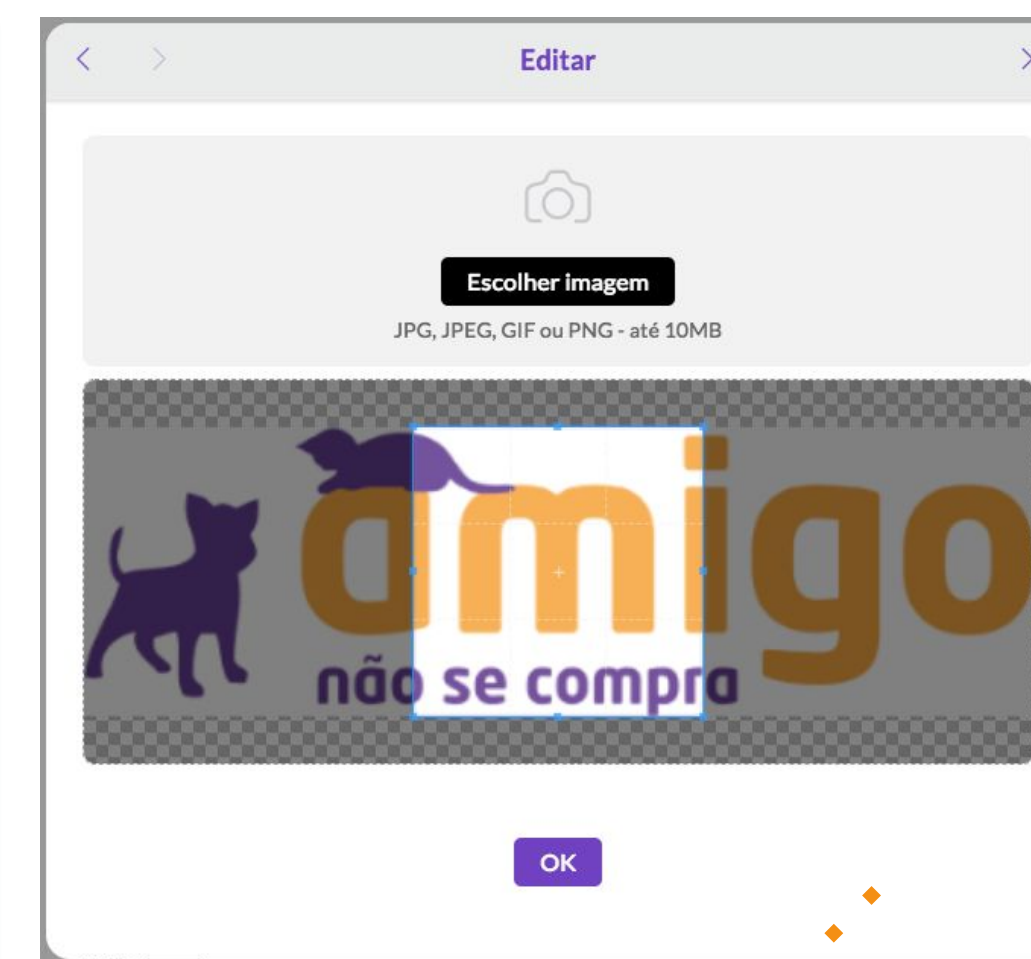 Editar
Escolher imagem
JPG, JPEG, GIF ou PNG - até 10MB
amigo
não se compra
OK